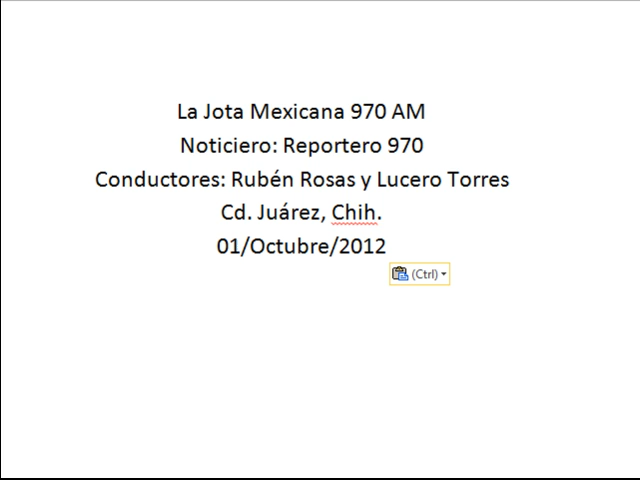 La Jota Mexicana 970 AM
Noticiero: Reportero 970
Conductores: Rubén Rosas y Lucero Torres
Cd. Juárez, Chih.
01/Octubre/2012
(Ctrl)